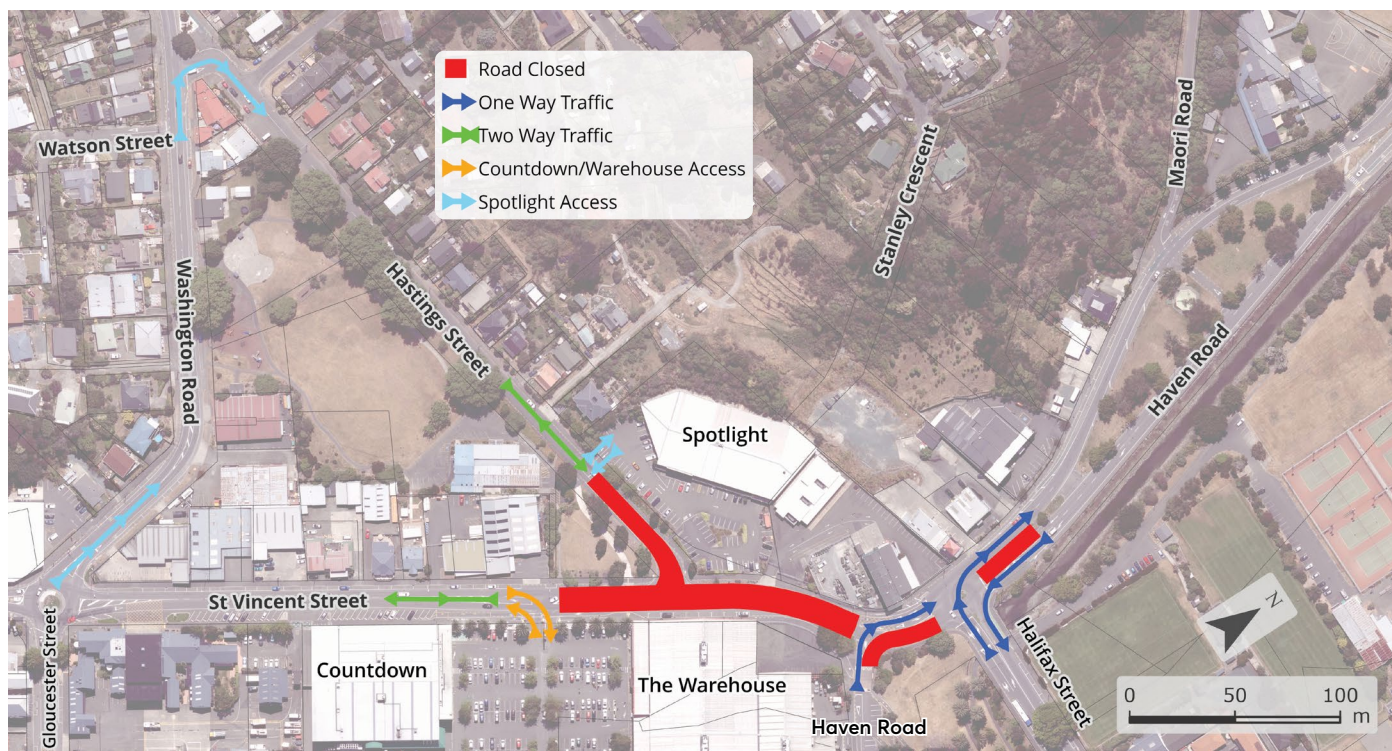 Road Closed
One Way Traffic
Two Way Traffic
Countdown/Warehouse Access
Spotlight Access
Watson Street
Washington Road
Hastings Street
Stanley Crescent
Maori Road
Haven Road
Spotlight
St Vincent Street
Gloucester Street
Countdown
The Warehouse
Haven Road
Halifax Street
N
0 50 100
m